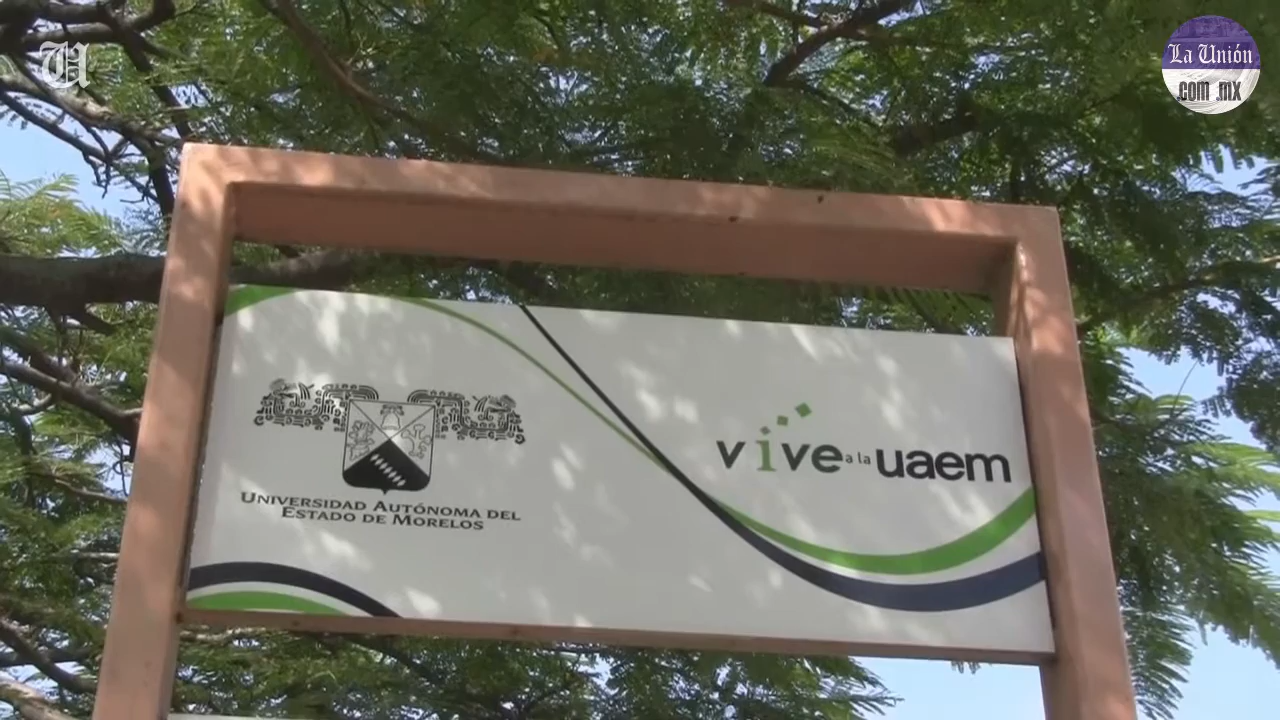 U
La Unión
.com .mx
vive a la uaem
Universidad Autónoma del
Estado de Morelos